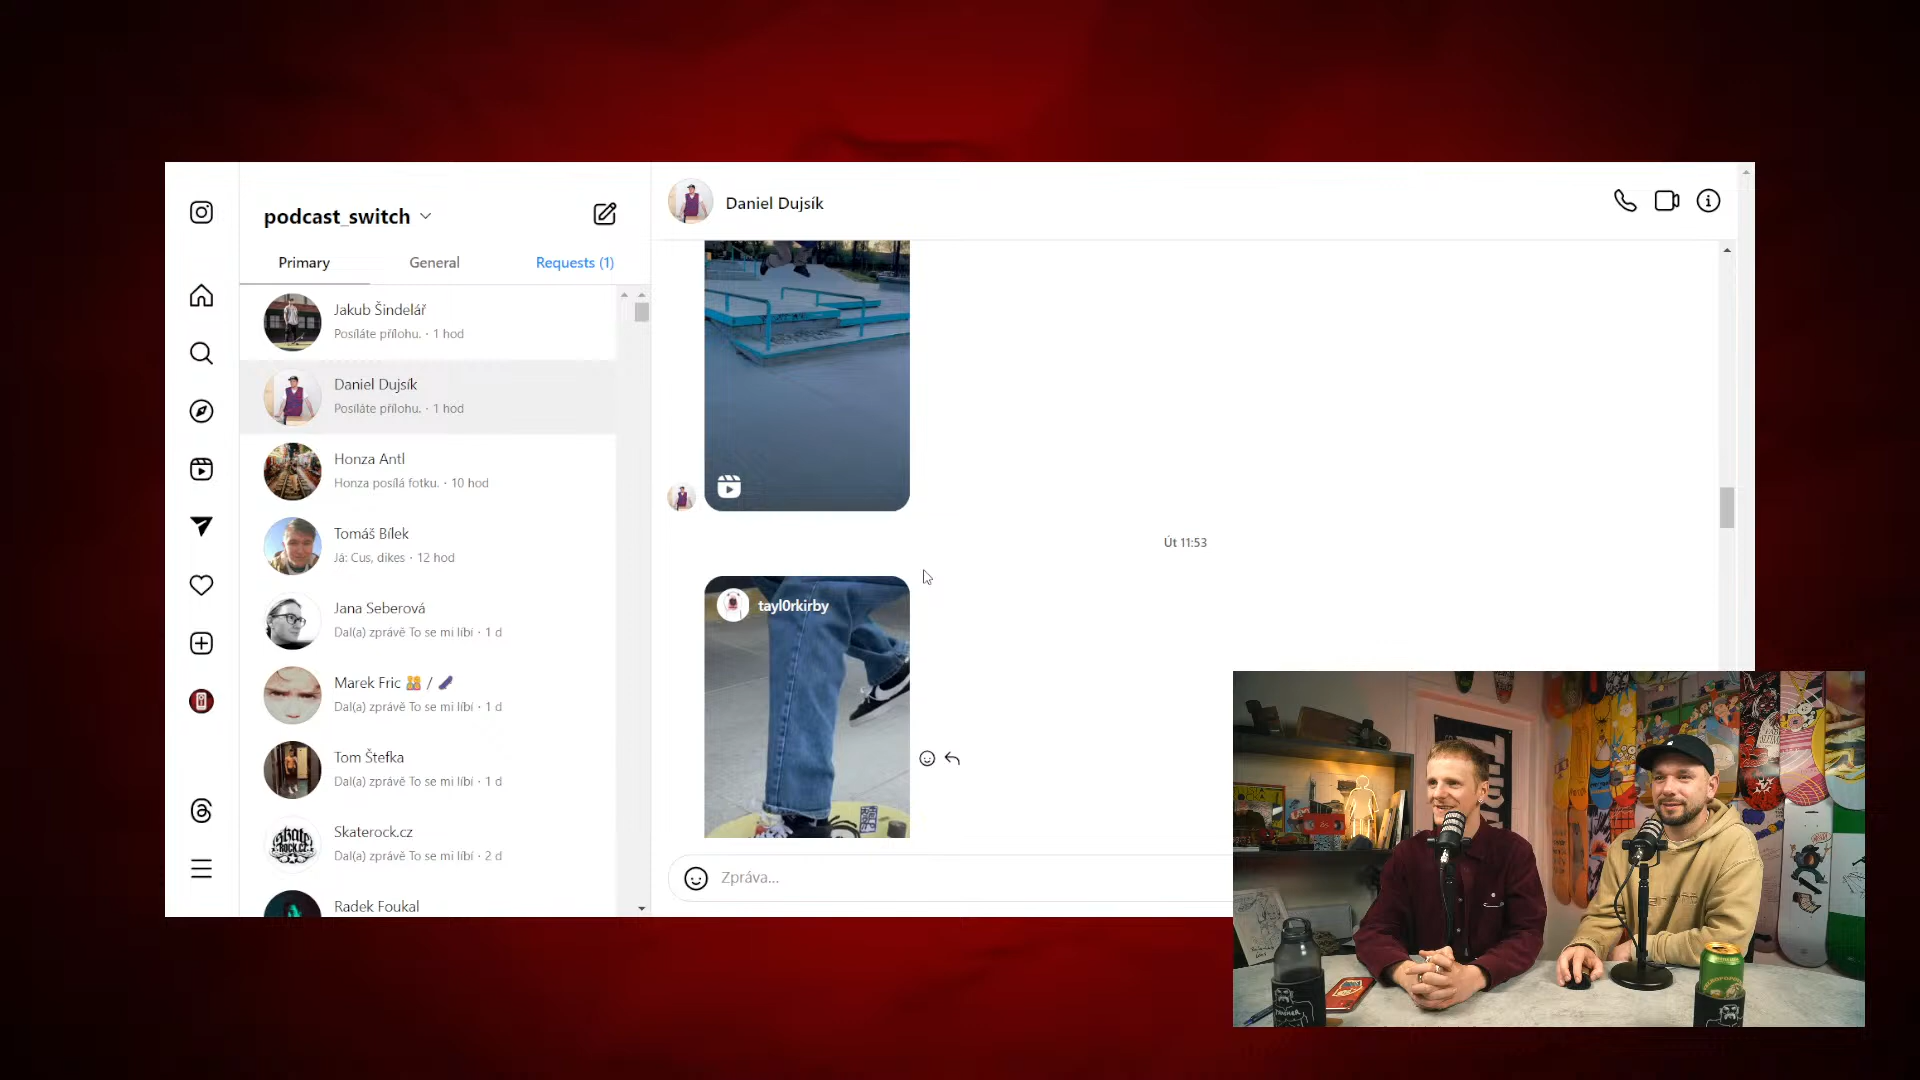 podcast_switch
Primary
General
Requests (1)
Jakub Šindelář
Posíláte přílohu. · 1 hod
Daniel Dujsík
Posíláte přílohu. · 1 hod
Honza Antl
Honza posílá fotku. · 10 hod
Tomáš Bílek
Já: Cus, dikes · 12 hod
Jana Seberová
Dal(a) zprávě To se mi líbí · 1 d
Marek Fric 👫 / 🛹
Dal(a) zprávě To se mi líbí · 1 d
Tom Štefka
Dal(a) zprávě To se mi líbí · 1 d
Skaterock.cz
Dal(a) zprávě To se mi líbí · 2 d
Radek Foukal
Daniel Dujsík
Út 11:53
tayl0rkirby
Zpráva...